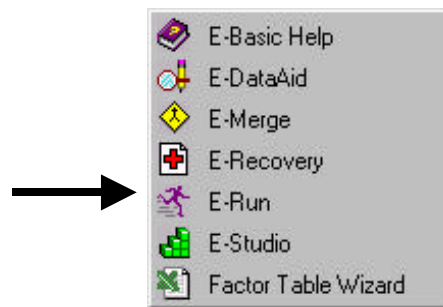 E-Basic Help
E-DataAid
E-Merge
E-Recovery
E-Run
E-Studio
Factor Table Wizard